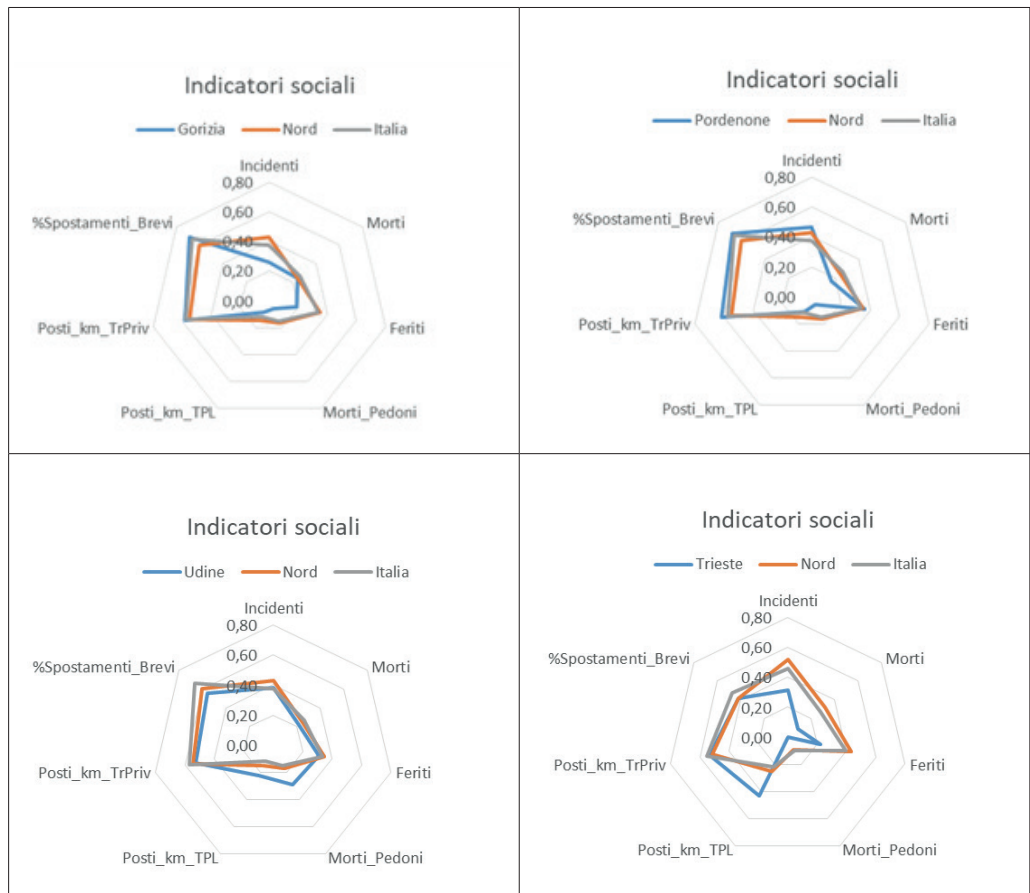 Indicatori sociali
Gorizia Nord Italia
Incidenti
0,80
Morti
0,60
%Spostamenti_Brevi
0,40
0,20
0,00
Feriti
Posti_km_TrPriv
Posti_km_TPL
Morti_Pedoni
Indicatori sociali
Pordenone Nord Italia
Incidenti
0,80
Morti
0,60
%Spostamenti_Brevi
0,40
0,20
0,00
Feriti
Posti_km_TrPriv
Posti_km_TPL
Morti_Pedoni
Indicatori sociali
Udine Nord Italia
Incidenti
0,80
Morti
0,60
%Spostamenti_Brevi
0,40
0,20
0,00
Feriti
Posti_km_TrPriv
Posti_km_TPL
Morti_Pedoni
Indicatori sociali
Trieste Nord Italia
Incidenti
0,80
Morti
0,60
%Spostamenti_Brevi
0,40
0,20
0,00
Feriti
Posti_km_TrPriv
Posti_km_TPL
Morti_Pedoni